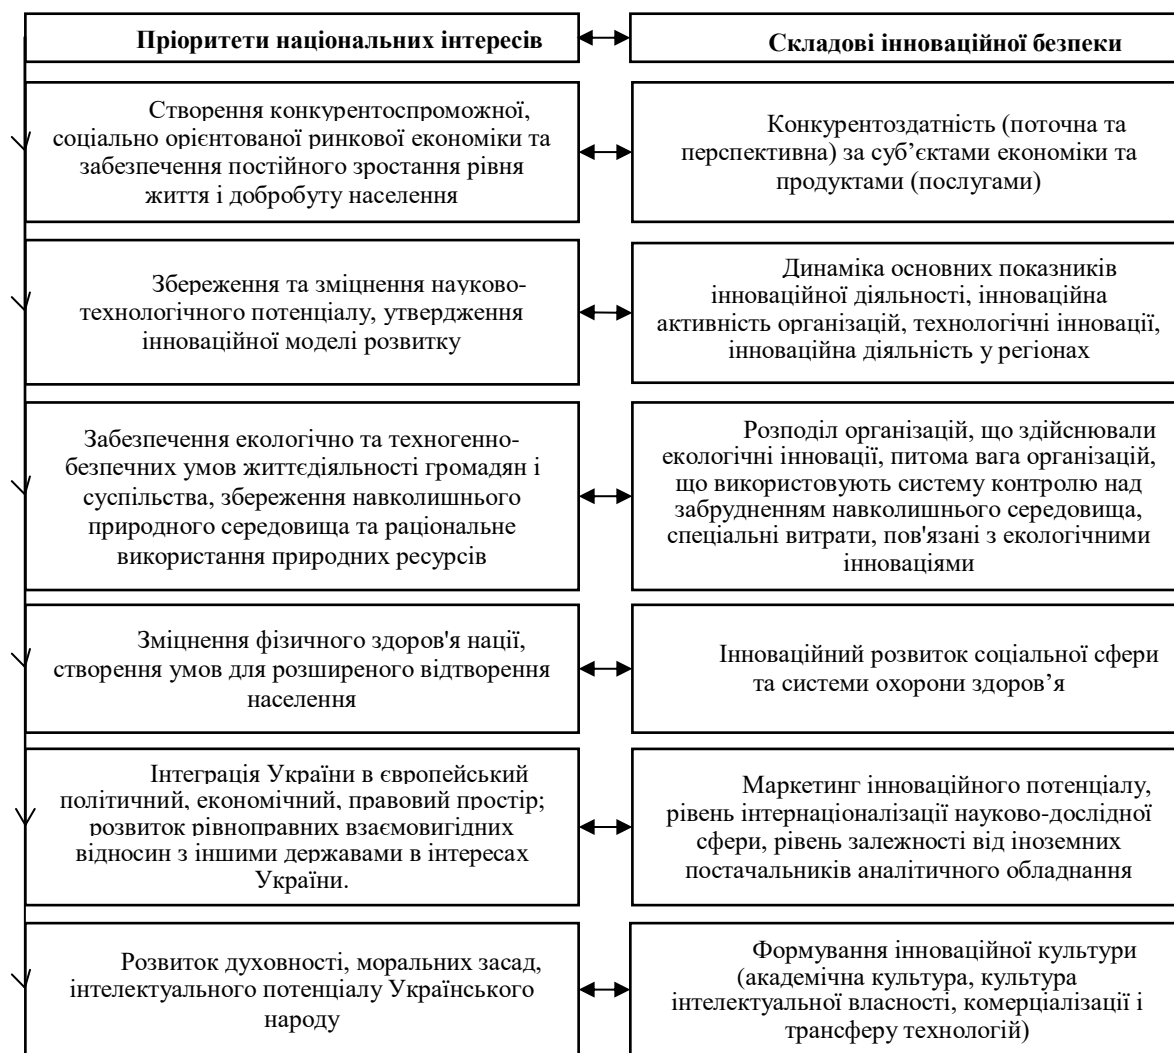 Пріоритети національних інтересів
Складові інноваційної безпеки
Створення конкурентоспроможної,
соціально орієнтованої ринкової економіки та
забезпечення постійного зростання рівня
життя і добробуту населення
Конкурентоздатність (поточна та
перспективна) за суб’єктами економіки та
продуктами (послугами)
Збереження та зміцнення науково-
технологічного потенціалу, утвердження
інноваційної моделі розвитку
Динаміка основних показників
інноваційної діяльності, інноваційна
активність організацій, технологічні інновації,
інноваційна діяльність у регіонах
Забезпечення екологічно та техногенно-
безпечних умов життєдіяльності громадян і
суспільства, збереження навколишнього
природного середовища та раціональне
використання природних ресурсів
Розподіл організацій, що здійснювали
екологічні інновації, питома вага організацій,
що використовують систему контролю над
забрудненням навколишнього середовища,
спеціальні витрати, пов'язані з екологічними
інноваціями
Зміцнення фізичного здоров'я нації,
створення умов для розширеного відтворення
населення
Інноваційний розвиток соціальної сфери
та системи охорони здоров’я
Інтеграція України в європейський
політичний, економічний, правовий простір;
розвиток рівноправних взаємовигідних
відносин з іншими державами в інтересах
України.
Маркетинг інноваційного потенціалу,
рівень інтернаціоналізації науково-дослідної
сфери, рівень залежності від іноземних
постачальників аналітичного обладнання
Розвиток духовності, моральних засад,
інтелектуального потенціалу Українського
народу
Формування інноваційної культури
(академічна культура, культура
інтелектуальної власності, комерціалізації і
трансферу технологій)